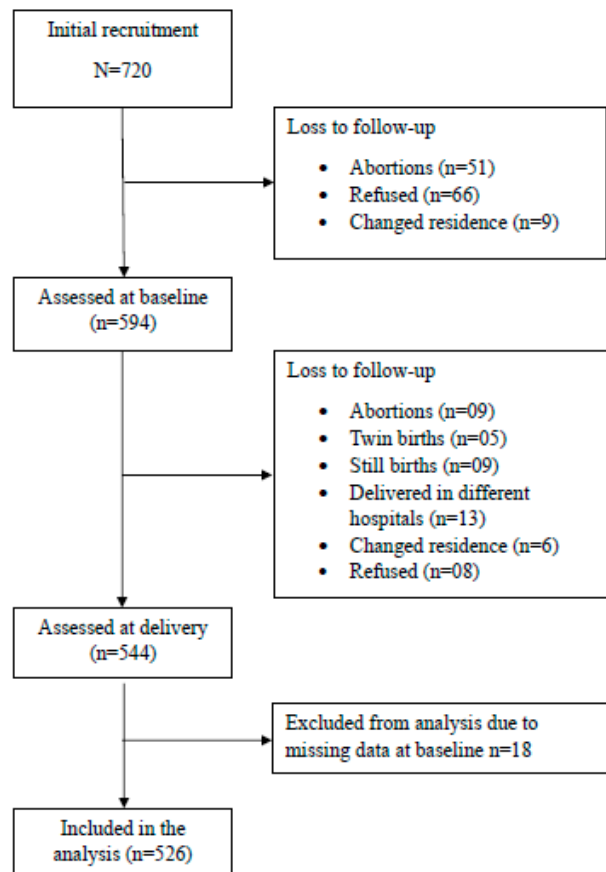 Initial recruitment
N=720
Loss to follow-up
• Abortions (n=51)
• Refused (n=66)
• Changed residence (n=9)
Assessed at baseline
(n=594)
Loss to follow-up
• Abortions (n=09)
• Twin births (n=05)
• Still births (n=09)
• Delivered in different
hospitals (n=13)
• Changed residence (n=6)
• Refused (n=08)
Assessed at delivery
(n=544)
Excluded from analysis due to
missing data at baseline n=18
Included in the
analysis (n=526)